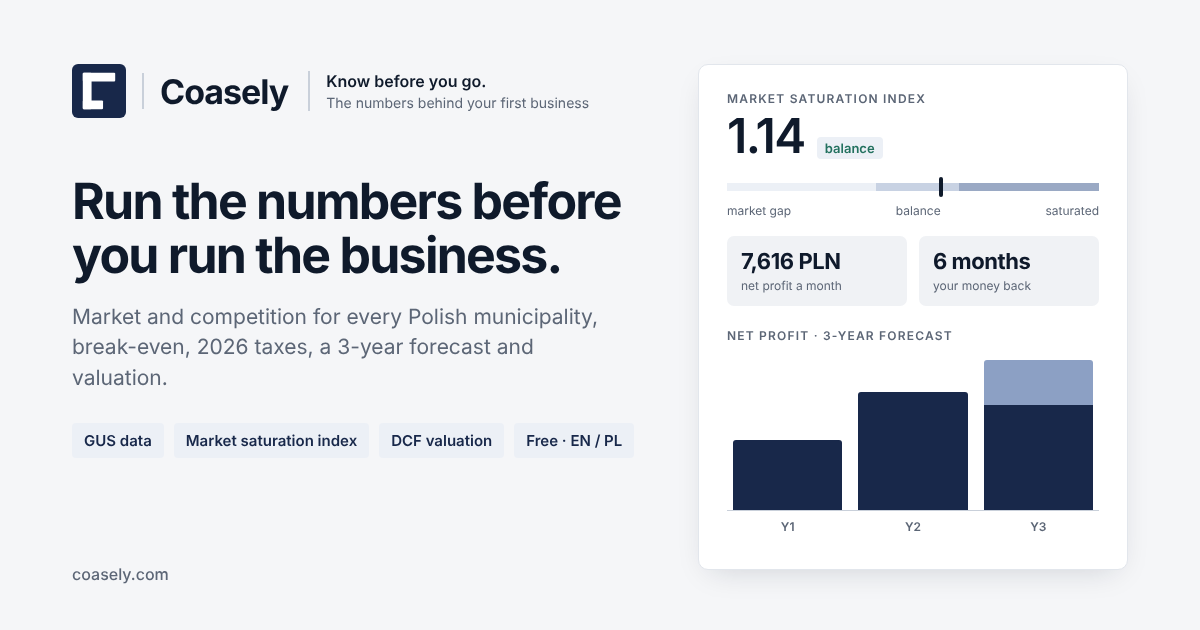 Coasely
Know before you go.
The numbers behind your first business
Run the numbers before
you run the business.
Market and competition for every Polish municipality,
break-even, 2026 taxes, a 3-year forecast and
valuation.
GUS data
Market saturation index
DCF valuation
Free · EN / PL
coasely.com
MARKET SATURATION INDEX
1.14
balance
market gap
balance
saturated
7,616 PLN
net profit a month
6 months
your money back
NET PROFIT · 3-YEAR FORECAST
Y1
Y2
Y3